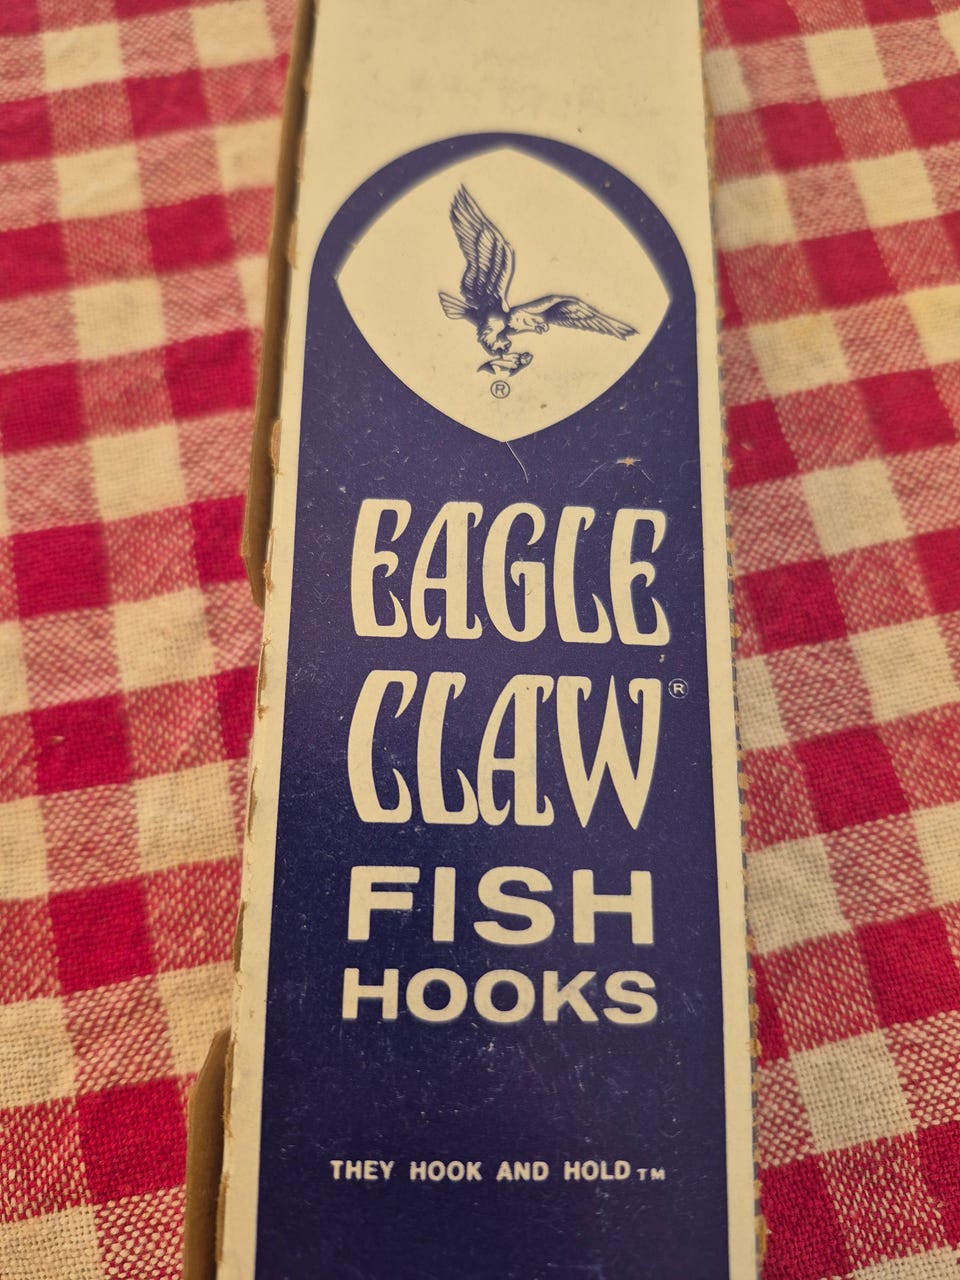 ®
EAGLE
CLAW®
FISH
HOOKS
THEY HOOK AND HOLD™